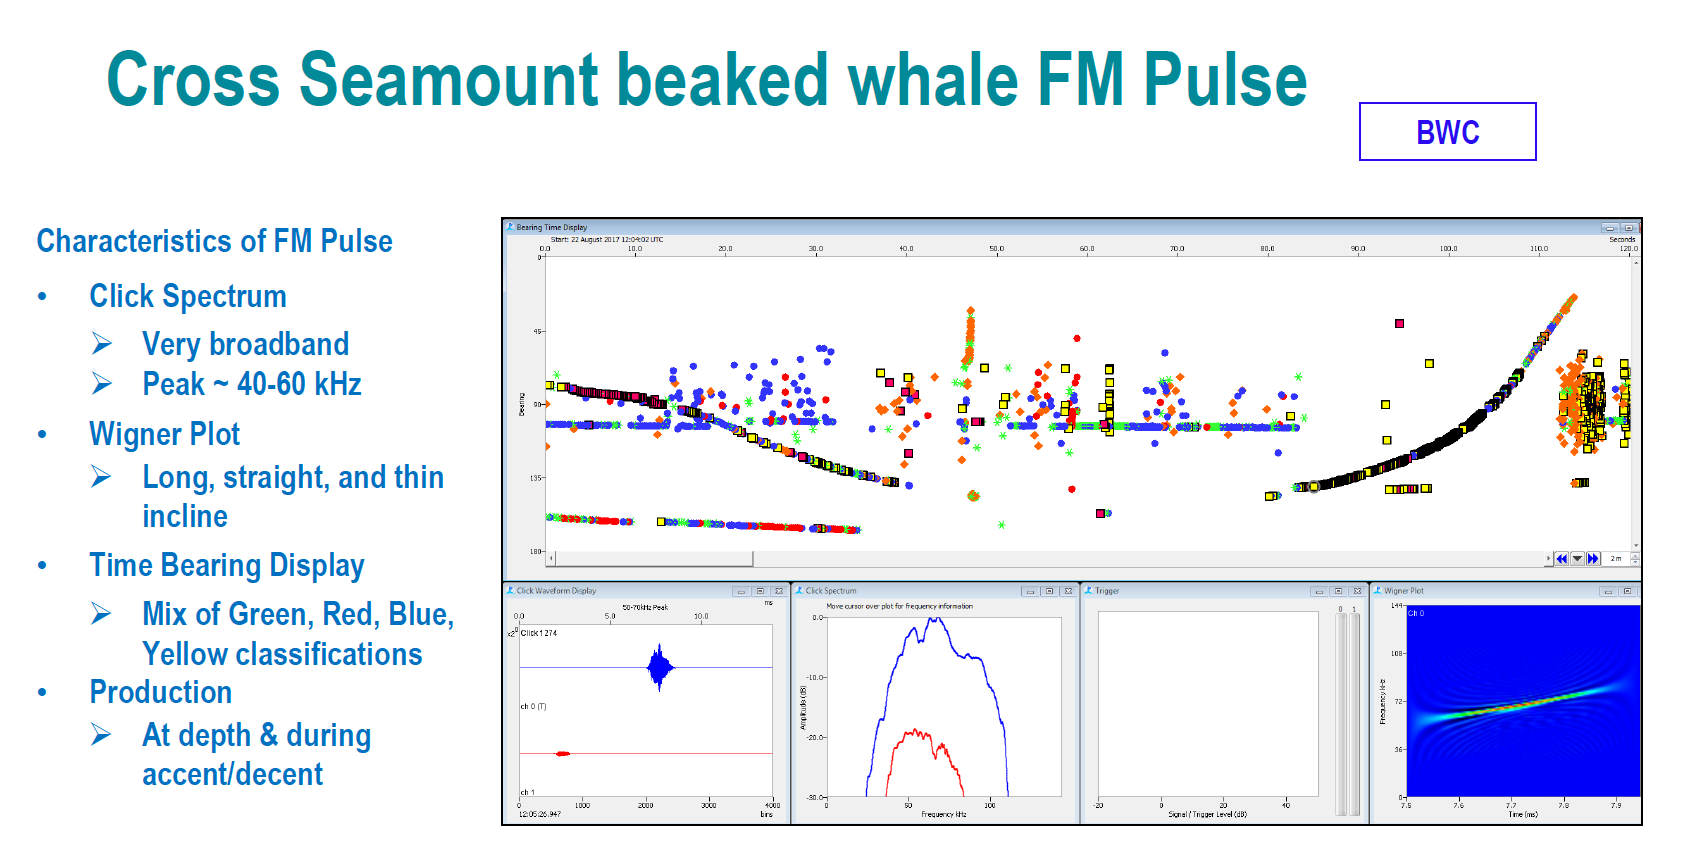 Cross Seamount beaked whale FM Pulse
BWC
Characteristics of FM Pulse
• Click Spectrum
➢ Very broadband
➢ Peak ~ 40-60 kHz
• Wigner Plot
➢ Long, straight, and thin
incline
• Time Bearing Display
➢ Mix of Green, Red, Blue,
Yellow classifications
• Production
➢ At depth & during
accent/decent
Bearing Time Display
Start: 22 August 2017 12:04:02 UTC
Seconds
0.0 10.0 20.0 30.0 40.0 50.0 60.0 70.0 80.0 90.0 100.0 110.0 120.0
0
45
90
135
180
Bearing
2 m
Click Waveform Display
50-70kHz Peak
ms
0.0 5.0 10.0
Click 1274
ch 0 (T)
ch 1
0 1000 2000 3000 4000
12:05:26.947
bins
Click Spectrum
Move cursor over plot for frequency information
0.0
-10.0
-20.0
-30.0
Amplitude (dB)
0 50 100
Frequency kHz
Trigger
0 1
-20 0 20 40
Signal / Trigger Level (dB)
Wigner Plot
Ch 0
144
108
72
36
0
Frequency kHz
7.5 7.6 7.7 7.8 7.9
Time (ms)